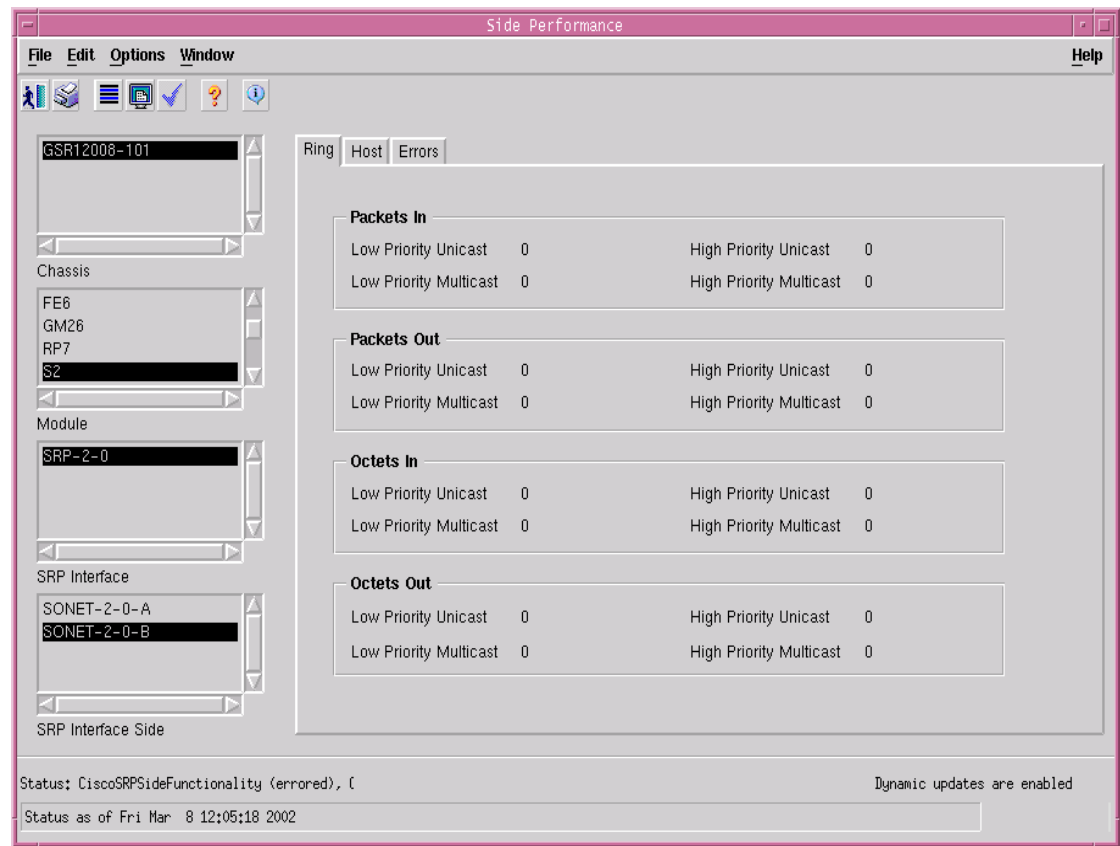 Side Performance
File Edit Options Window Help
GSR12008-101
Chassis
FE6
GM26
RP7
S2
Module
SRP-2-0
SRP Interface
SONET-2-0-A
SONET-2-0-B
SRP Interface Side
Ring Host Errors
Packets In
Low Priority Unicast 0 High Priority Unicast 0
Low Priority Multicast 0 High Priority Multicast 0
Packets Out
Low Priority Unicast 0 High Priority Unicast 0
Low Priority Multicast 0 High Priority Multicast 0
Octets In
Low Priority Unicast 0 High Priority Unicast 0
Low Priority Multicast 0 High Priority Multicast 0
Octets Out
Low Priority Unicast 0 High Priority Unicast 0
Low Priority Multicast 0 High Priority Multicast 0
Status: CiscoSRPSideFunctionality (errored), ( Dynamic updates are enabled
Status as of Fri Mar 8 12:05:18 2002